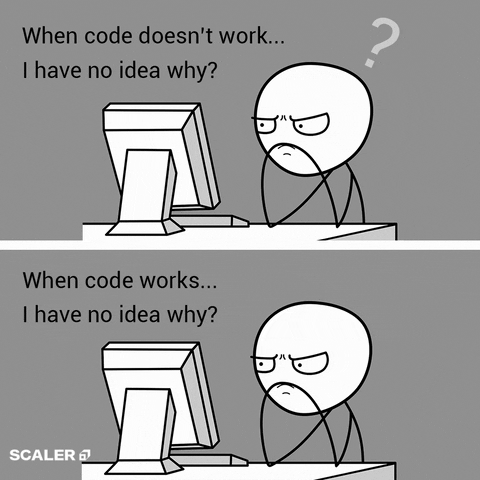 When code doesn't work...
I have no idea why?
?
When code works...
I have no idea why?
SCALER